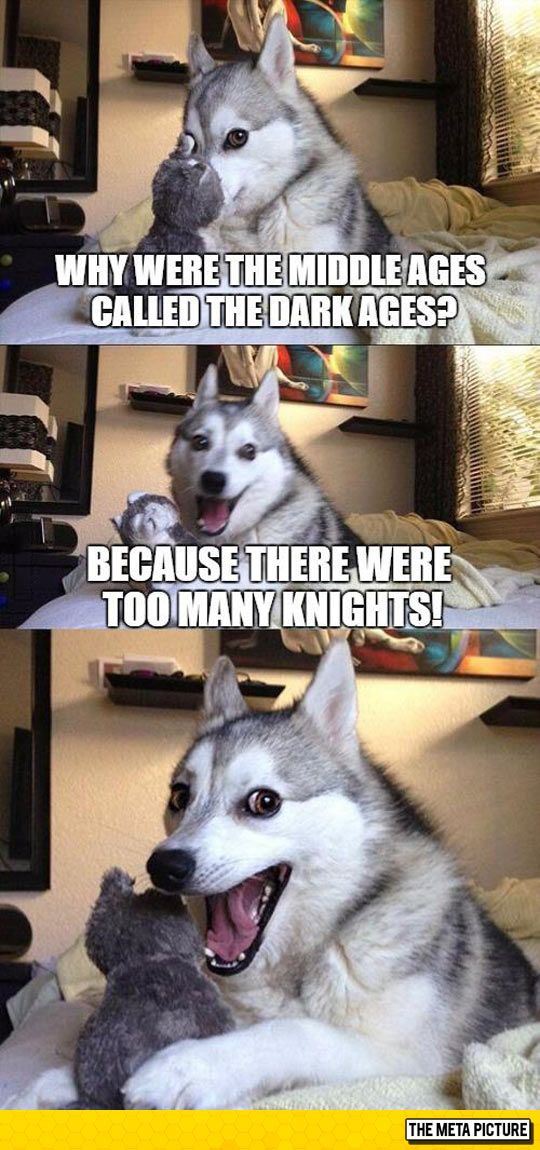 WHY WERE THE MIDDLE AGES
CALLED THE DARK AGES?
BECAUSE THERE WERE
TOO MANY KNIGHTS!
THE META PICTURE